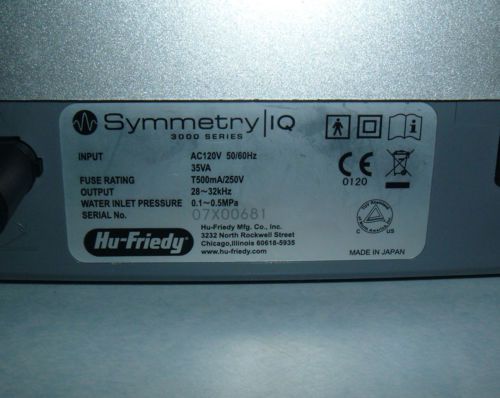 Symmetry|IQ
3000 SERIES
INPUT AC120V 50/60Hz
35VA
FUSE RATING T500mA/250V
OUTPUT 28~32kHz
WATER INLET PRESSURE 0.1~0.5MPa
SERIAL No. 07X00681
CE
0120
C US
Hu-Friedy®
Hu-Friedy Mfg. Co., Inc.
3232 North Rockwell Street
Chicago,Illinois 60618-5935
www.hu-friedy.com
MADE IN JAPAN